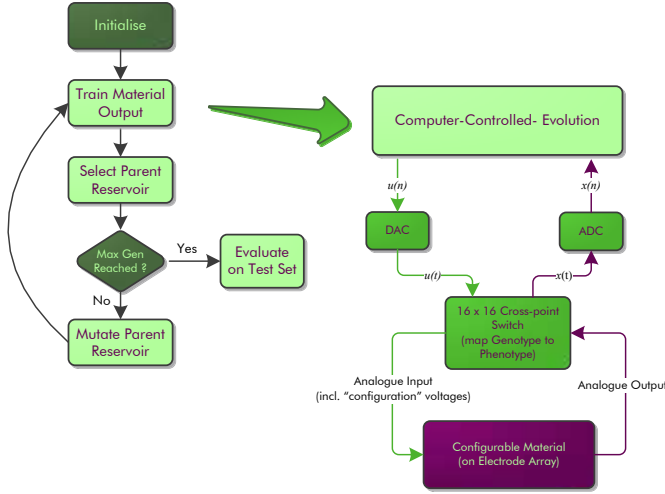 Initialise
Train Material
Output
Select Parent
Reservoir
Max Gen
Reached ?
Yes
Evaluate
on Test Set
No
Mutate Parent
Reservoir
Computer-Controlled- Evolution
u(n)
x(n)
DAC
ADC
u(t)
x(t)
16 x 16 Cross-point
Switch
(map Genotype to
Phenotype)
Analogue Input
(incl. “configuration” voltages)
Analogue Output
Configurable Material
(on Electrode Array)